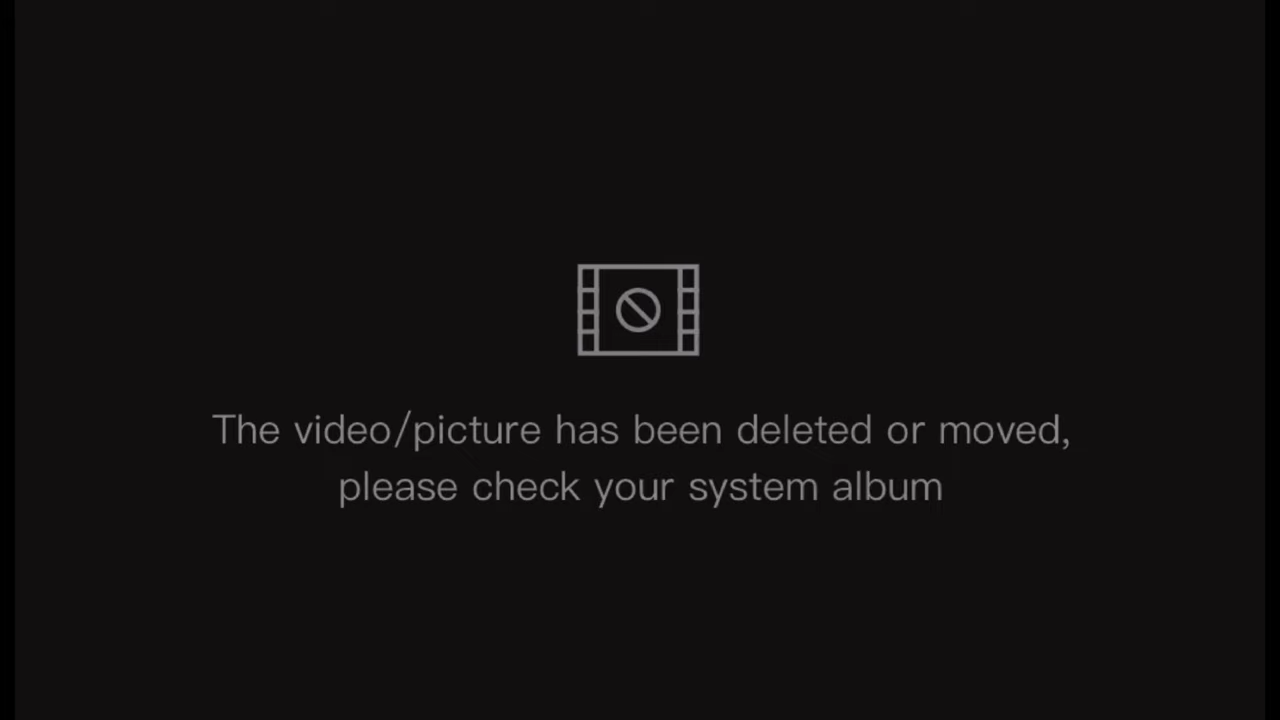 The video/picture has been deleted or moved,
please check your system album